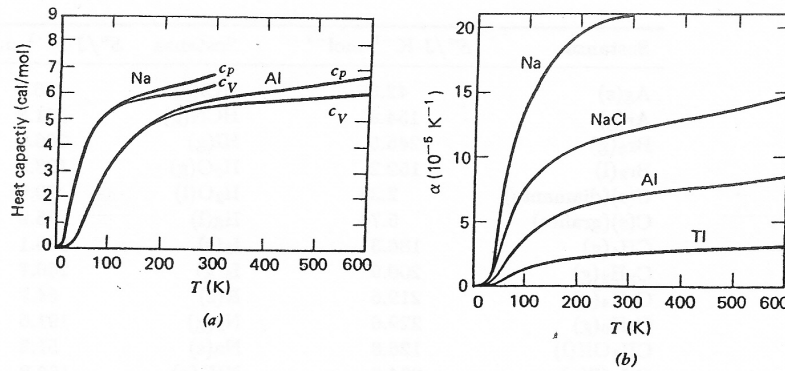 Heat capactiy (cal/mol)
9
8
7
6
5
4
3
2
1
0
Na
cP
cV
Al
cP
cV
0
100
200
300
400
500
600
T (K)
(a)
α (10⁻⁵ K⁻¹)
20
15
10
5
0
Na
NaCl
Al
Tl
0
100
200
300
400
500
600
T (K)
(b)